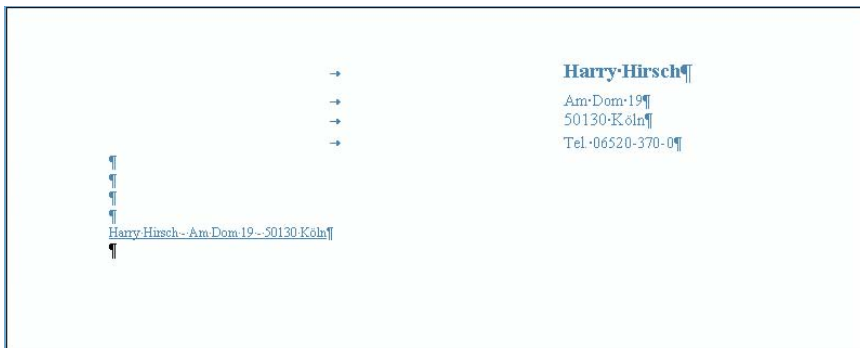 Harry Hirsch
Am Dom 19
50130 Köln
Tel. 06520-370-0
Harry Hirsch ~ Am Dom 19 ~ 50130 Köln